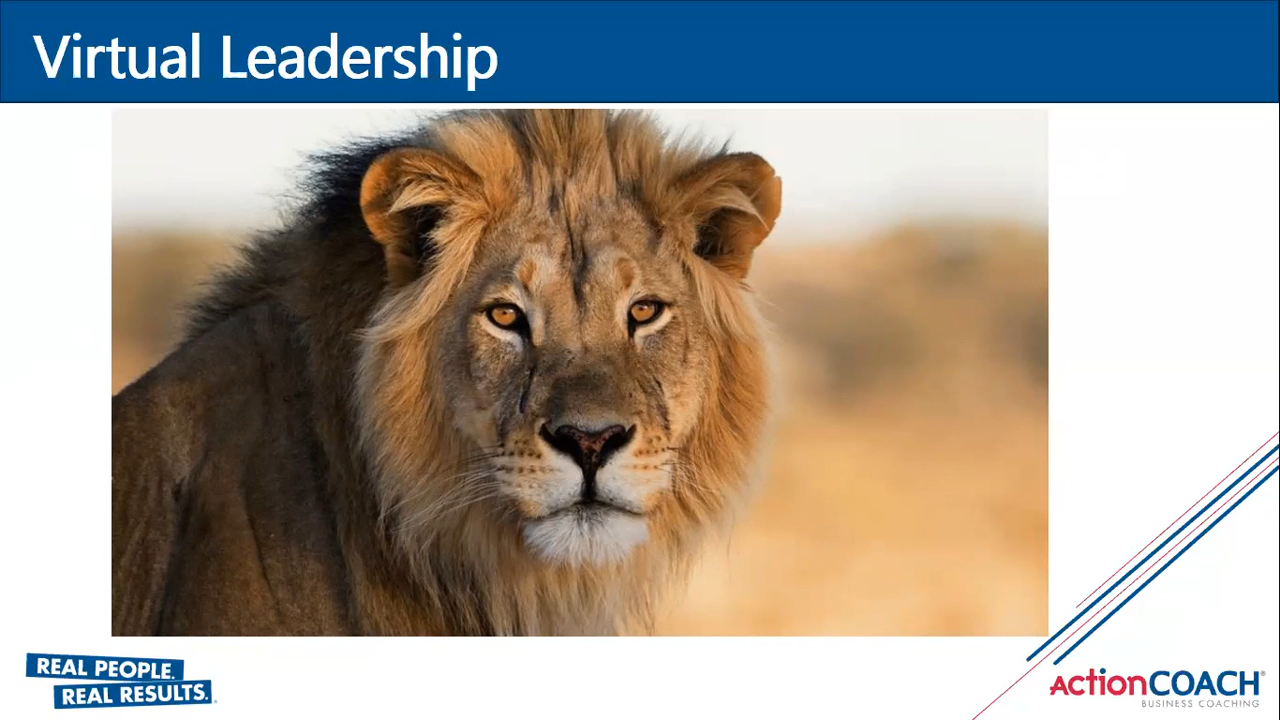 Virtual Leadership
REAL PEOPLE.
REAL RESULTS.
ActionCOACH®
BUSINESS COACHING